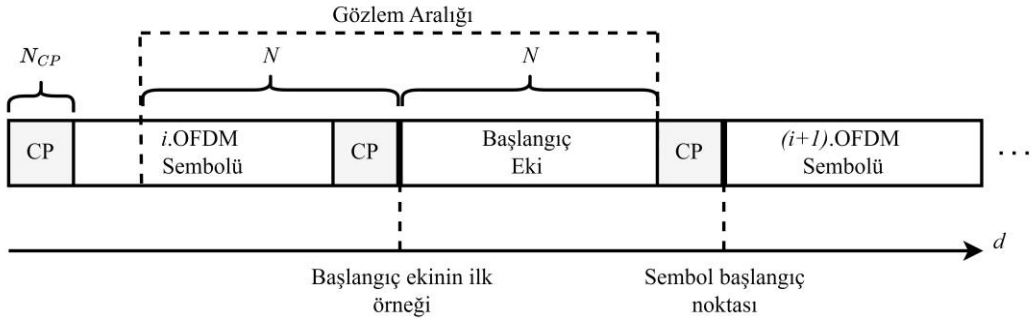 Gözlem Aralığı
N_CP
N
N
CP
i.OFDM
Sembolü
CP
Başlangıç
Eki
CP
(i+1).OFDM
Sembolü
...
d
Başlangıç ekinin ilk
örneği
Sembol başlangıç
noktası